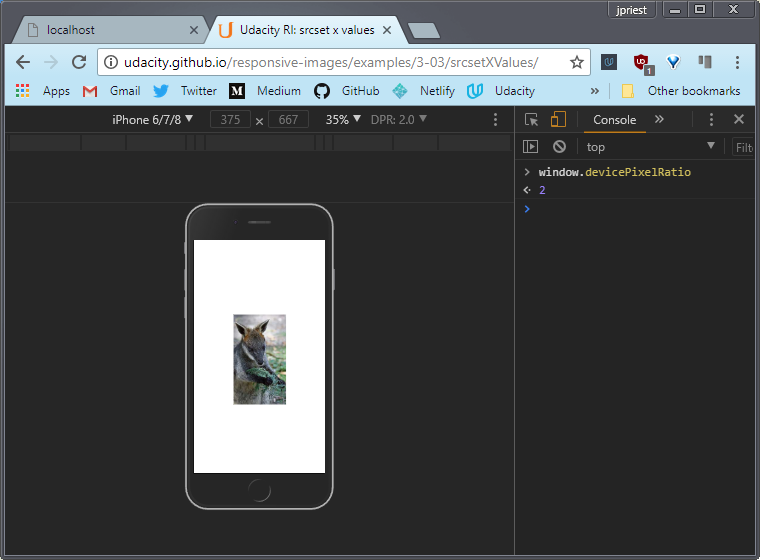 jpriest
localhost
Udacity RI: srcset x values
udacity.github.io/responsive-images/examples/3-03/srcsetXValues/
1
Apps Gmail Twitter Medium GitHub Netlify Udacity » Other bookmarks
iPhone 6/7/8 ▼ 375 × 667 35% ▼ DPR: 2.0 ▼
Console »
top ▼ Filt
window.devicePixelRatio
2